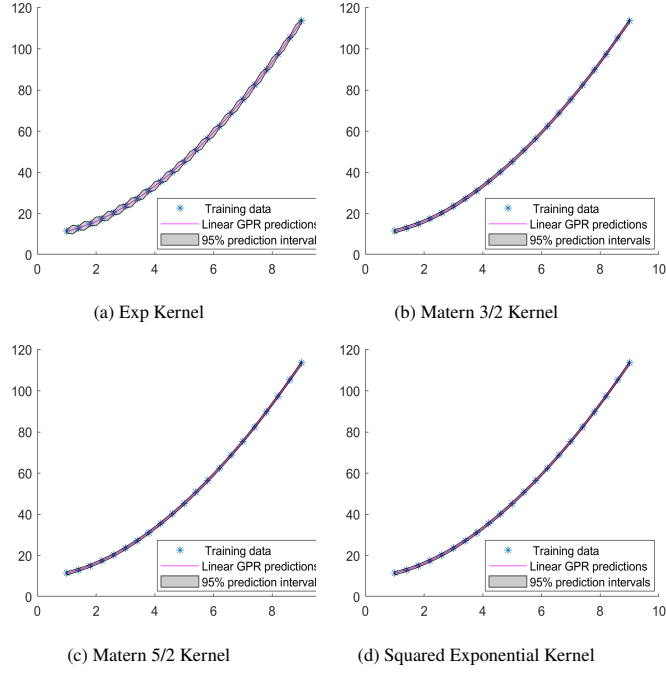 120
100
80
60
40
20
0
0 2 4 6 8
Training data
Linear GPR predictions
95% prediction intervals
(a) Exp Kernel
120
100
80
60
40
20
0
0 2 4 6 8 10
Training data
Linear GPR predictions
95% prediction intervals
(b) Matern 3/2 Kernel
120
100
80
60
40
20
0
0 2 4 6 8
Training data
Linear GPR predictions
95% prediction intervals
(c) Matern 5/2 Kernel
120
100
80
60
40
20
0
0 2 4 6 8 10
Training data
Linear GPR predictions
95% prediction intervals
(d) Squared Exponential Kernel